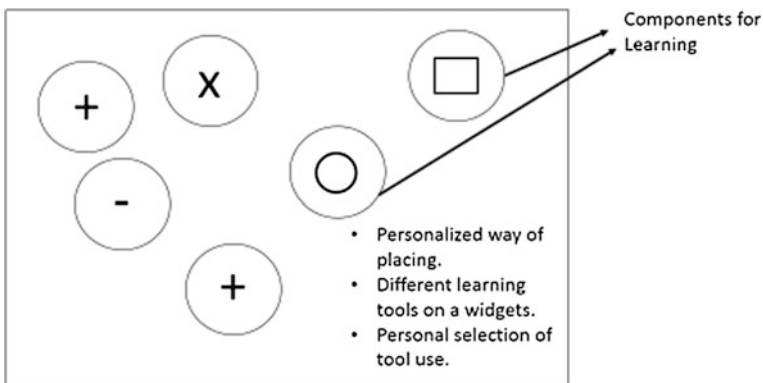 Components for
Learning
+
X
-
+
• Personalized way of
placing.
• Different learning
tools on a widgets.
• Personal selection of
tool use.